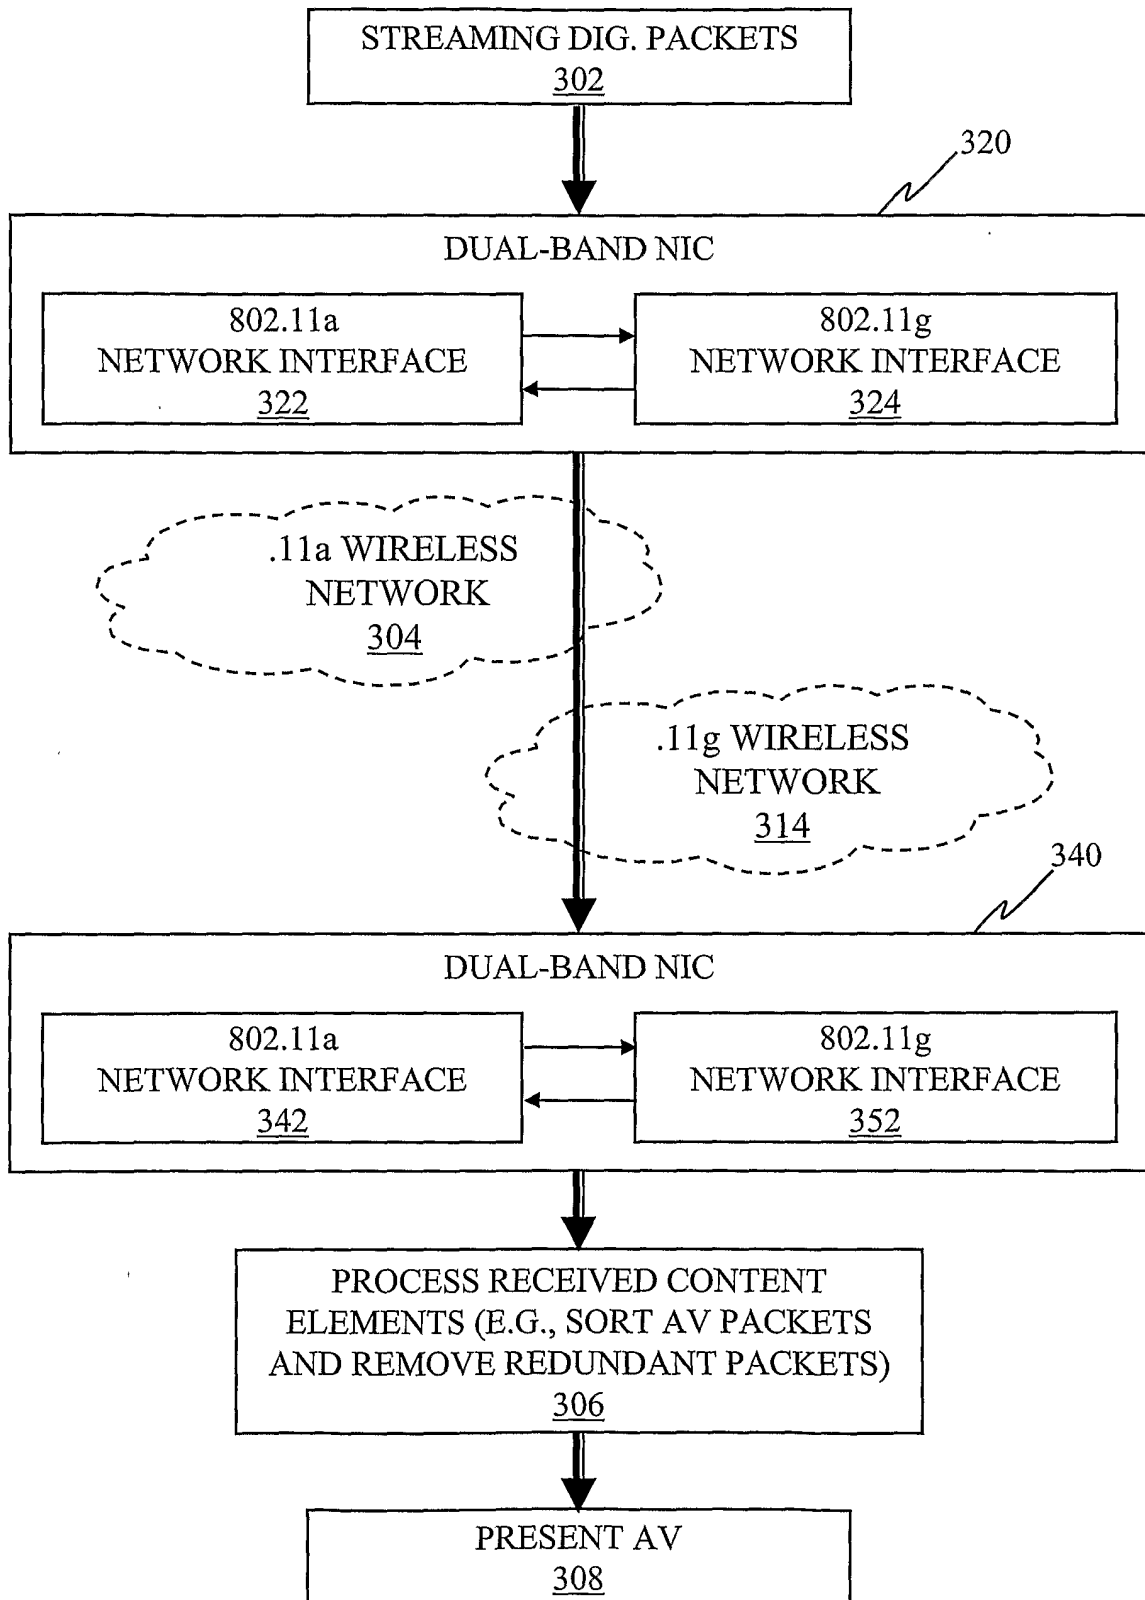 STREAMING DIG. PACKETS
302
320
DUAL-BAND NIC
802.11a
NETWORK INTERFACE
322
802.11g
NETWORK INTERFACE
324
.11a WIRELESS
NETWORK
304
.11g WIRELESS
NETWORK
314
340
DUAL-BAND NIC
802.11a
NETWORK INTERFACE
342
802.11g
NETWORK INTERFACE
352
PROCESS RECEIVED CONTENT
ELEMENTS (E.G., SORT AV PACKETS
AND REMOVE REDUNDANT PACKETS)
306
PRESENT AV
308